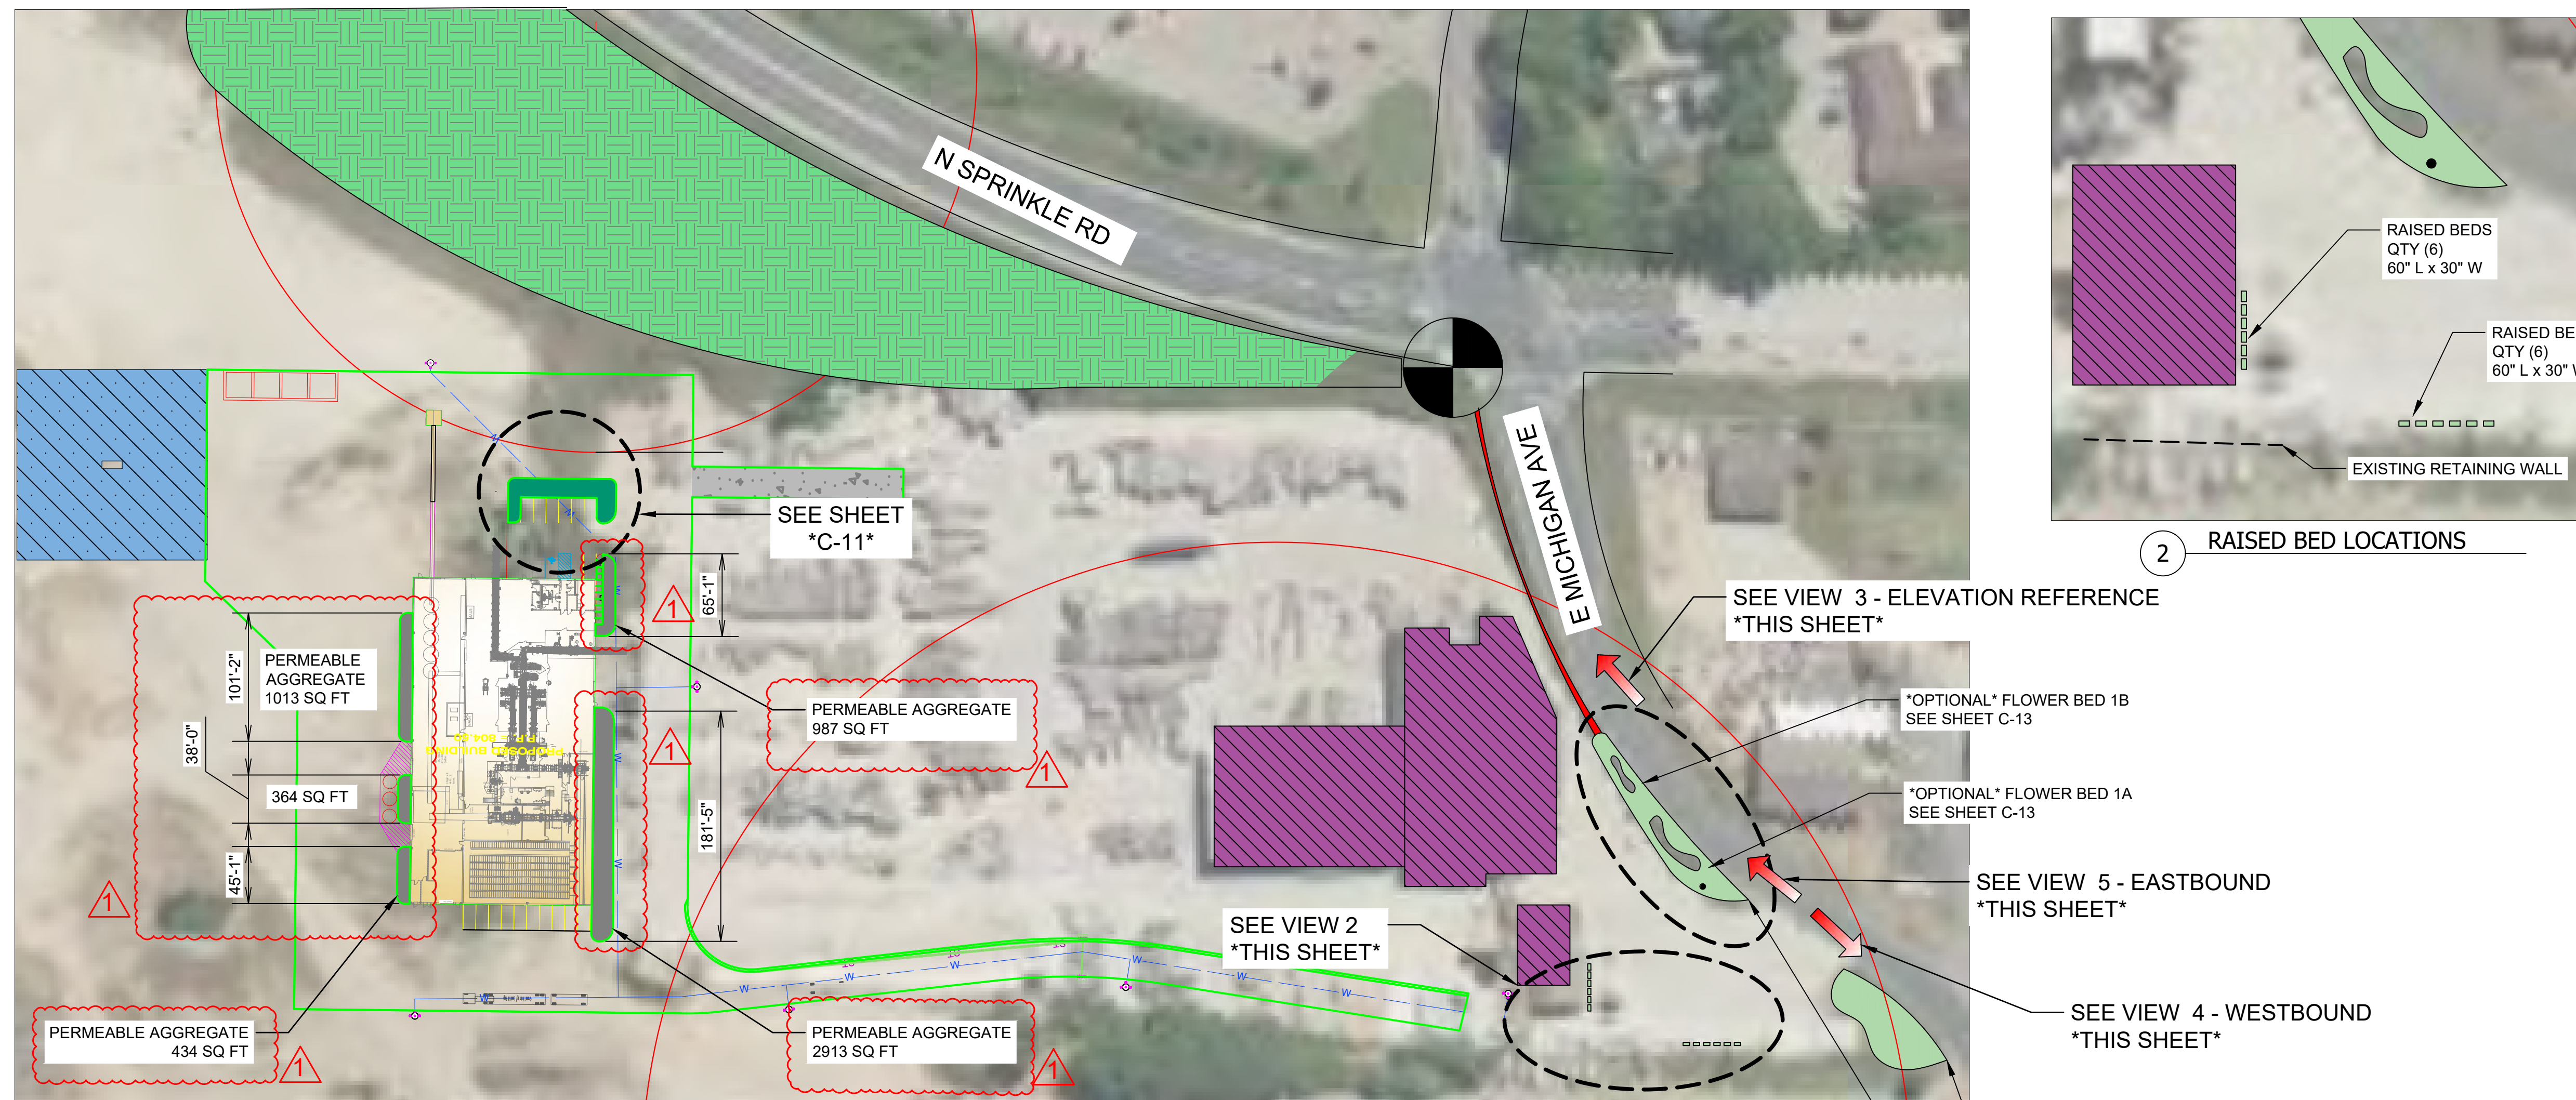 N SPRINKLE RD
E MICHIGAN AVE
SEE SHEET
*C-11*
65'-1"
101'-2"
PERMEABLE
AGGREGATE
1013 SQ FT
38'-0"
364 SQ FT
45'-1"
181'-5"
PROPOSED BUILDING
1
1
1
1
1
1
PERMEABLE AGGREGATE
987 SQ FT
PERMEABLE AGGREGATE
434 SQ FT
PERMEABLE AGGREGATE
2913 SQ FT
W
W
W
W
W
W
W
W
W
W
SEE VIEW 2
*THIS SHEET*
SEE VIEW 3 - ELEVATION REFERENCE
*THIS SHEET*
*OPTIONAL* FLOWER BED 1B
SEE SHEET C-13
*OPTIONAL* FLOWER BED 1A
SEE SHEET C-13
SEE VIEW 5 - EASTBOUND
*THIS SHEET*
SEE VIEW 4 - WESTBOUND
*THIS SHEET*
RAISED BEDS
QTY (6)
60" L x 30" W
RAISED BE
QTY (6)
60" L x 30" W
EXISTING RETAINING WALL
2
RAISED BED LOCATIONS